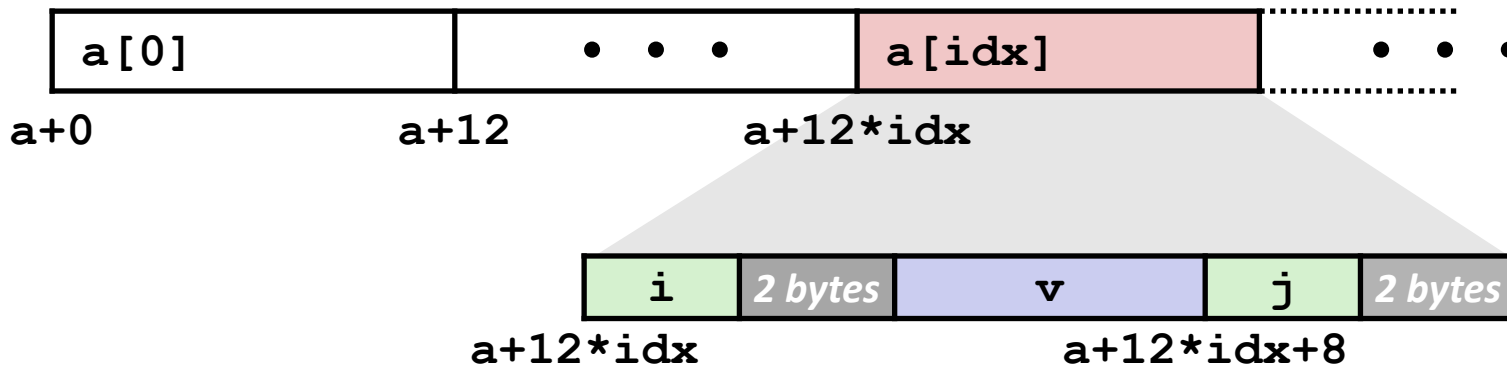 a[0] • • • a[idx] • • •
a+0 a+12 a+12*idx
i 2 bytes v j 2 bytes
a+12*idx a+12*idx+8